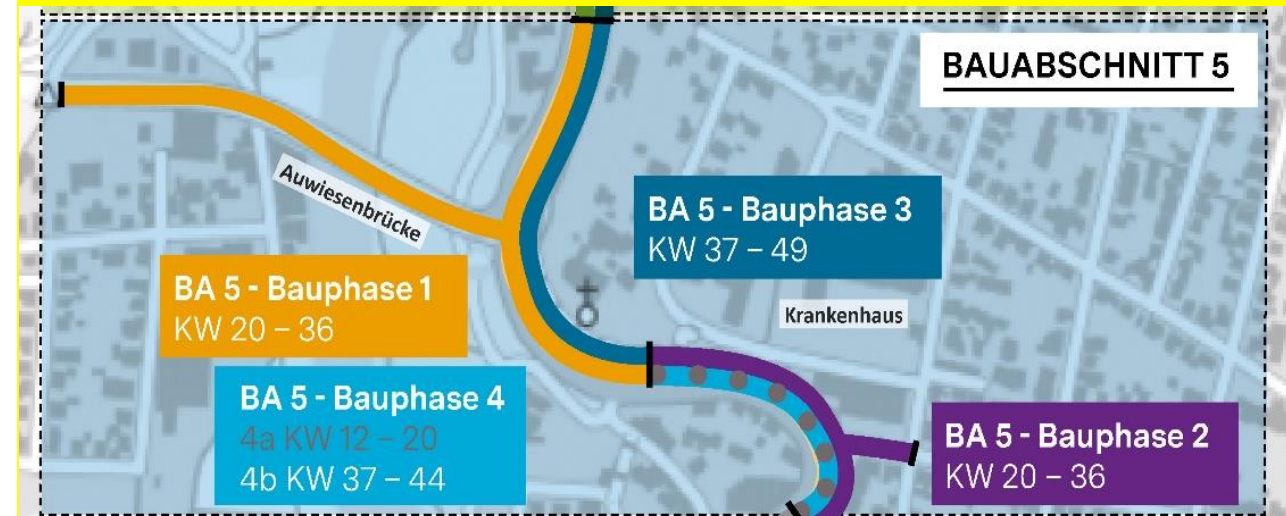 BAUABSCHNITT 5
Auwiesenbrücke
BA 5 - Bauphase 3
KW 37 – 49
BA 5 - Bauphase 1
KW 20 – 36
Krankenhaus
BA 5 - Bauphase 4
4a KW 12 – 20
4b KW 37 – 44
BA 5 - Bauphase 2
KW 20 – 36